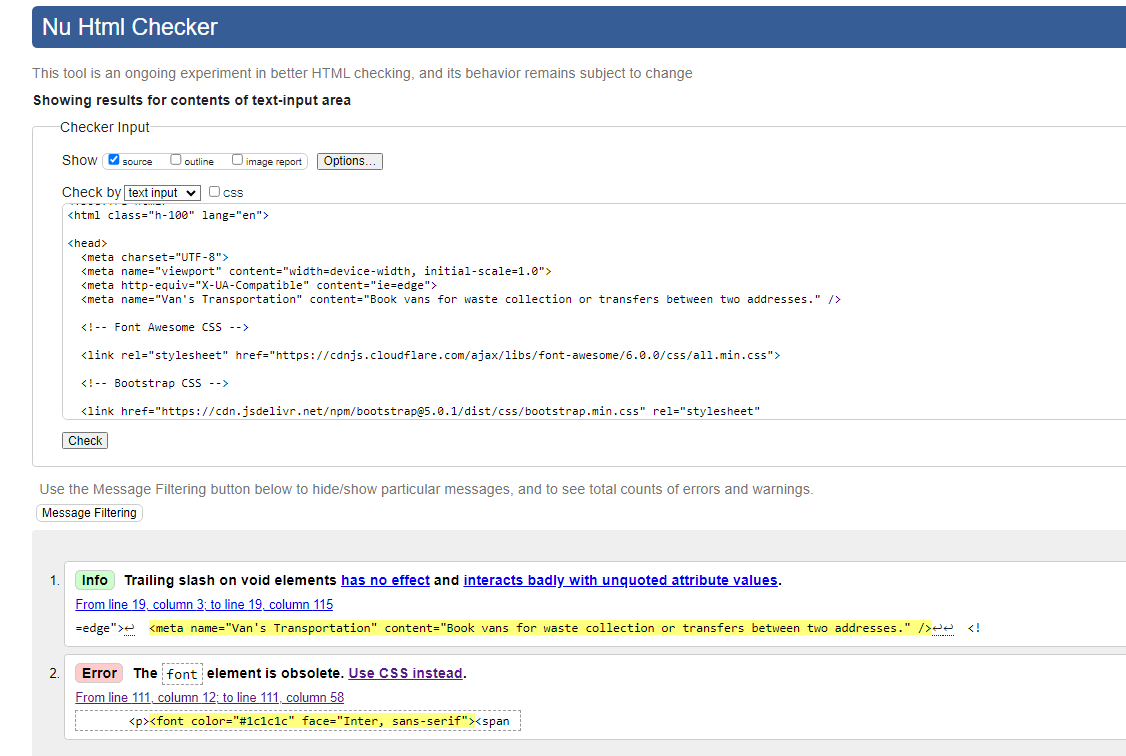 Nu Html Checker
This tool is an ongoing experiment in better HTML checking, and its behavior remains subject to change
Showing results for contents of text-input area
Checker Input
Show source outline image report Options...
Check by text input css
<html class="h-100" lang="en">
<head>
<meta charset="UTF-8">
<meta name="viewport" content="width=device-width, initial-scale=1.0">
<meta http-equiv="X-UA-Compatible" content="ie=edge">
<meta name="Van's Transportation" content="Book vans for waste collection or transfers between two addresses." />
<!-- Font Awesome CSS -->
<link rel="stylesheet" href="https://cdnjs.cloudflare.com/ajax/libs/font-awesome/6.0.0/css/all.min.css">
<!-- Bootstrap CSS -->
<link href="https://cdn.jsdelivr.net/npm/bootstrap@5.0.1/dist/css/bootstrap.min.css" rel="stylesheet"
Check
Use the Message Filtering button below to hide/show particular messages, and to see total counts of errors and warnings.
Message Filtering
1. Info Trailing slash on void elements has no effect and interacts badly with unquoted attribute values.
From line 19, column 3; to line 19, column 115
=edge">↩ <meta name="Van's Transportation" content="Book vans for waste collection or transfers between two addresses." />↩↩ <!
2. Error The font element is obsolete. Use CSS instead.
From line 111, column 12; to line 111, column 58
<p><font color="#1c1c1c" face="Inter, sans-serif"><span